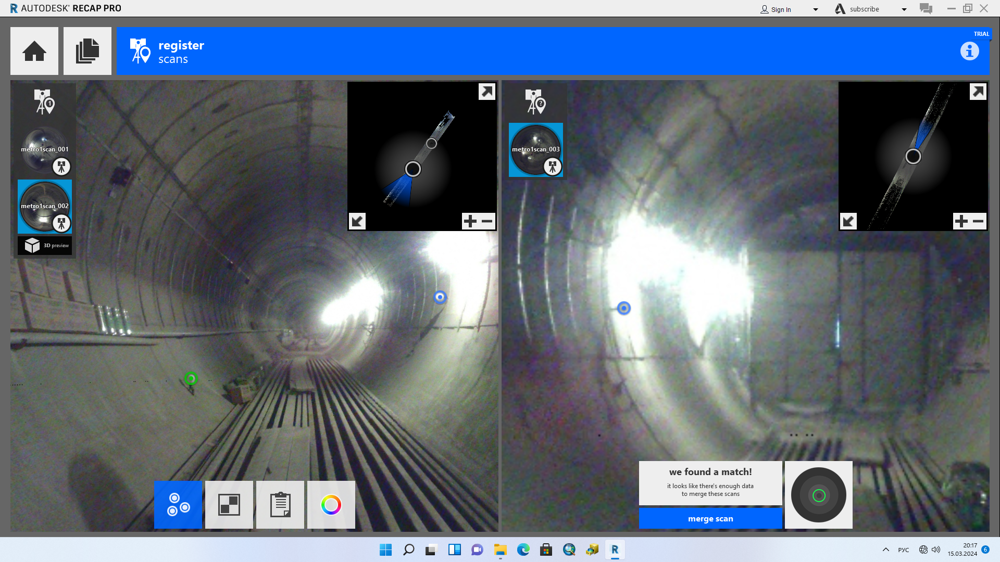 AUTODESK® RECAP PRO
Sign In
subscribe
TRIAL
register
scans
1
metro1scan_001
metro1scan_002
3D preview
?
metro1scan_003
we found a match!
it looks like there's enough data
to merge these scans
merge scan
РУС
20:17
15.03.2024
6